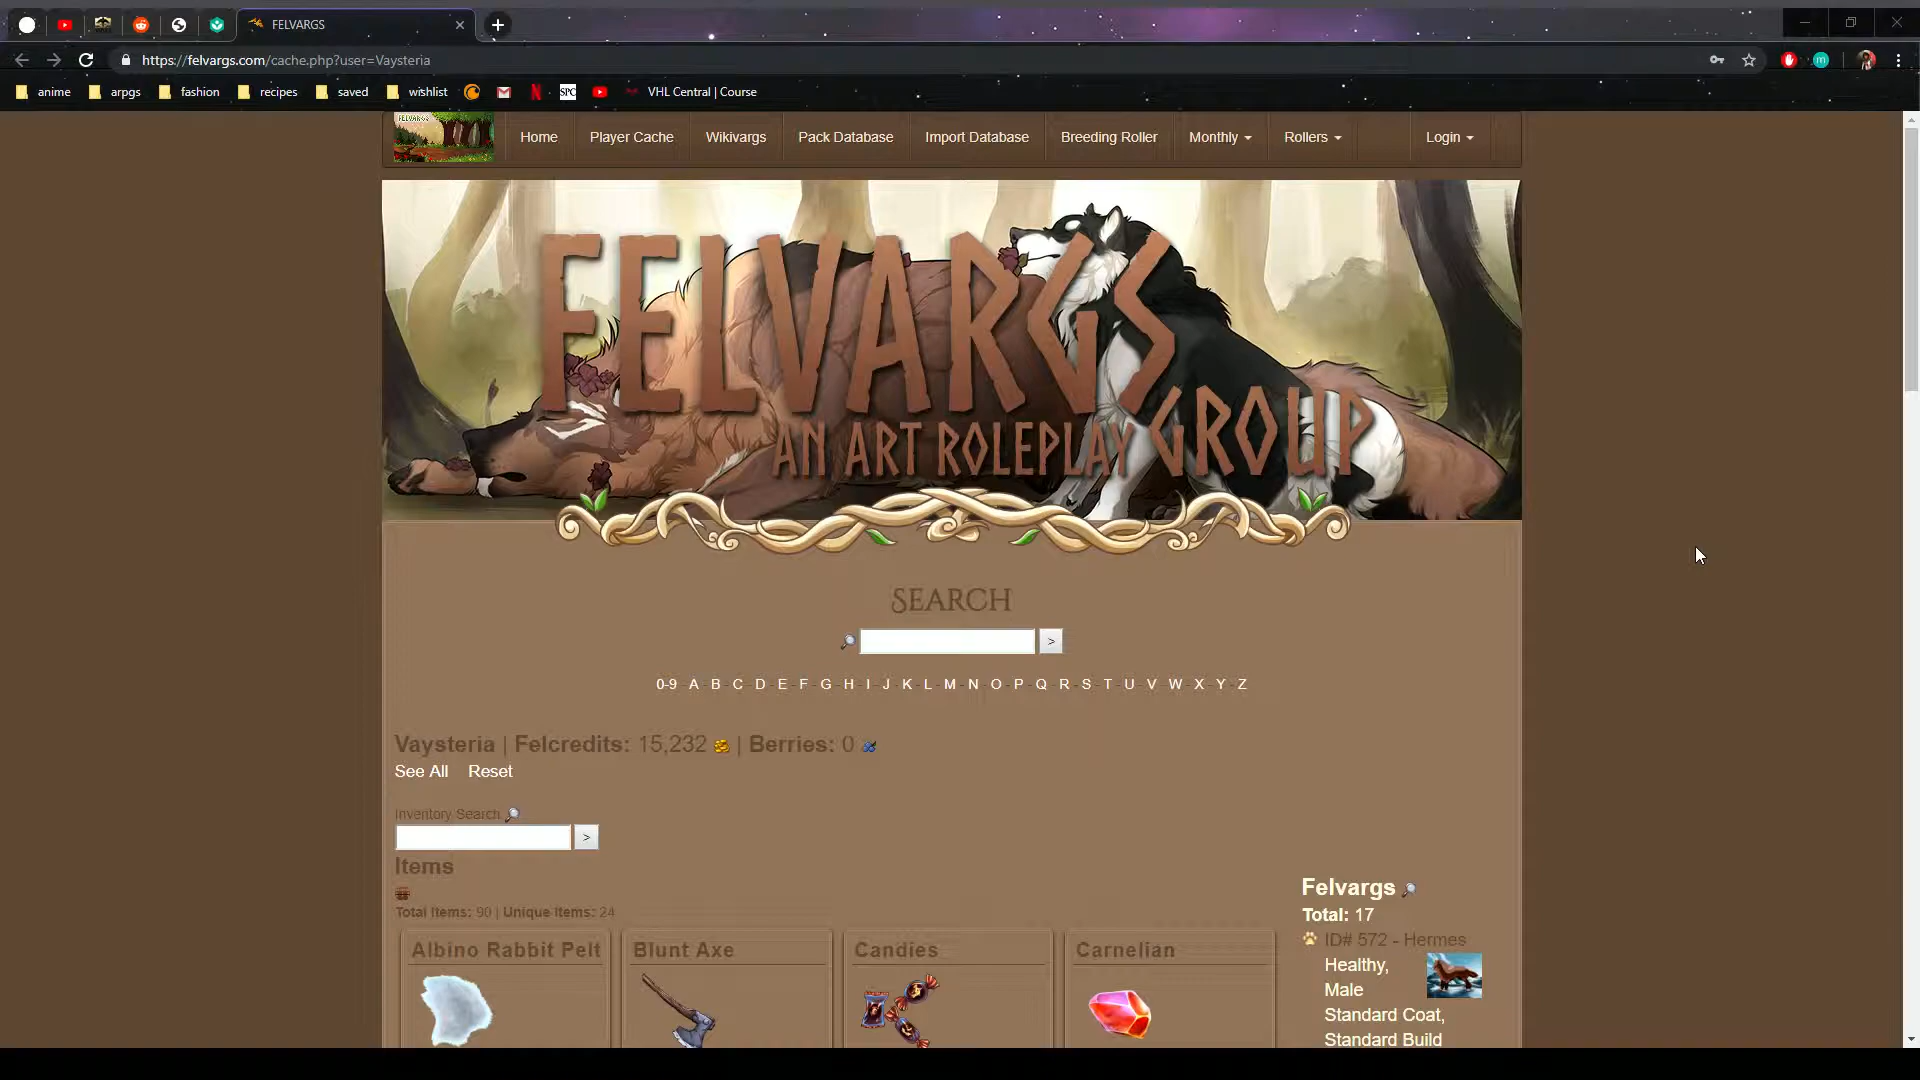 FELVARGS
https://felvargs.com/cache.php?user=Vaysteria
anime arpgs fashion recipes saved wishlist SPC VHL Central | Course
FELVARGS Home Player Cache Wikivargs Pack Database Import Database Breeding Roller Monthly Rollers Login
FELVARGS
AN ART ROLEPLAY GROUP
SEARCH
>
0-9 A B C D E F G H I J K L M N O P Q R S T U V W X Y Z
Vaysteria | Felcredits: 15,232 | Berries: 0
See All Reset
Inventory Search
>
Items
Total Items: 90 | Unique Items: 24
Albino Rabbit Pelt Blunt Axe Candies Carnelian
Felvargs
Total: 17
ID# 572 - Hermes
Healthy,
Male
Standard Coat,
Standard Build